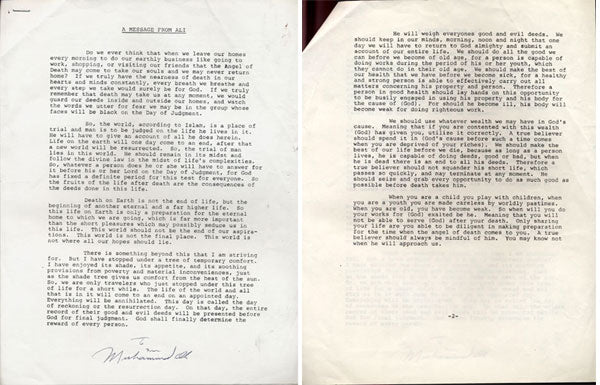 A MESSAGE FROM ALI
Do we ever think that when we leave our homes
every morning to do our earthly business like going to
work, shopping, or visiting our friends that the Angel of
Death may come to take our souls and we may never return
home? If we truly have the nearness of death in our
hearts and minds constantly, every breath we breathe and
every step we take would surely be for God. If we truly
remember that death may take us at any moment, we would
guard our deeds inside and outside our homes, and watch
the words we utter for fear we may be in the group whose
faces will be black on the Day of Judgment.
So, the world, according to Islam, is a place of
trial and man is to be judged on the life he lives in it.
He will have to give an account of all he does herein.
Life on the earth will one day come to an end, after that
a new world will be resurrected. So, the trial of man
lies in this world. He should remain in its midst and
follow the divine law in the midst of life's complexities.
So, whatever a person does he or she will have to answer for
it before his or her Lord on the Day of Judgment, for God
has fixed a definite period for this test for everyone. So
the fruits of the life after death are the consequences of
the deeds done in this life.
Death on Earth is not the end of life, but the
beginning of another eternal and a far higher life. So
this life on Earth is only a preparation for the eternal
home to which we are going, which is far more important
than the short pleasures which may possibly seduce us in
this life. This world should not be the end of our aspira-
tions. This world is not the final place. This world is
not where all our hopes should lie.
There is something beyond this that I am striving
for. But I have stopped under a tree of temporary comfort.
I have enjoyed its shade, its appetite, and its soothing
provisions from poverty and material inconveniences, just
as the shade tree gives us comfort from the heat of the sun.
So, we are only travelers who just stopped under this tree
of life for a short while. The life of the world and all
that is in it will come to an end on an appointed day.
Everything will be annihilated. This day is called the day
of reckoning or the resurrection day. On that day, the entire
record of their good and evil deeds will be presented before
God for final judgment. God shall finally determine the
reward of every person.
To
Muhammad Ali
He will weigh everyones good and evil deeds. We
should keep in our minds, morning, noon and night that one
day we will have to return to God almighty and submit an
account of our entire life. We should do all the good we
can before we become of old age, for a person is capable of
doing works during the period of his or her youth, which
they cannot do in their old age. We should make the best of
our health that we have before we become sick, for a healthy
and strong person is able to effectively carry out all
matters concerning his property and person. Therefore a
person in good health should lay hands on this opportunity
to be busily engaged in using his property and his body for
the cause of (God). For should he become ill, his body will
become weak for doing righteous work.
We should use whatever wealth we may have in God's
cause. Meaning that if you are contented with this wealth
(God) has given you, utilize it correctly. A true believer
should spend it in God's cause before such a time comes
when you are deprived of your riches. We should make the
best of our life before we die, because as long as a person
lives, he is capable of doing deeds, good or bad, but when
he is dead there is an end to all his deeds. Therefore a
true believer should not squander his short life, which
passes so quickly, and may terminate at any moment. He
should seize and grab every opportunity to do as much good as
possible before death takes him.
When you are a child you play with children, when
you are a youth you are made careless by worldly pastimes.
When you are old, you have become weak. So when will you do
your works for (God) exalted be he. Meaning that you will
not be able to serve (God) after your death. Only sharing
your life are you able to be diligent in making preparation
for the time when the angel of death comes to you. A true
believer should always be mindful of him. You may know not
when he will approach us.
-2-